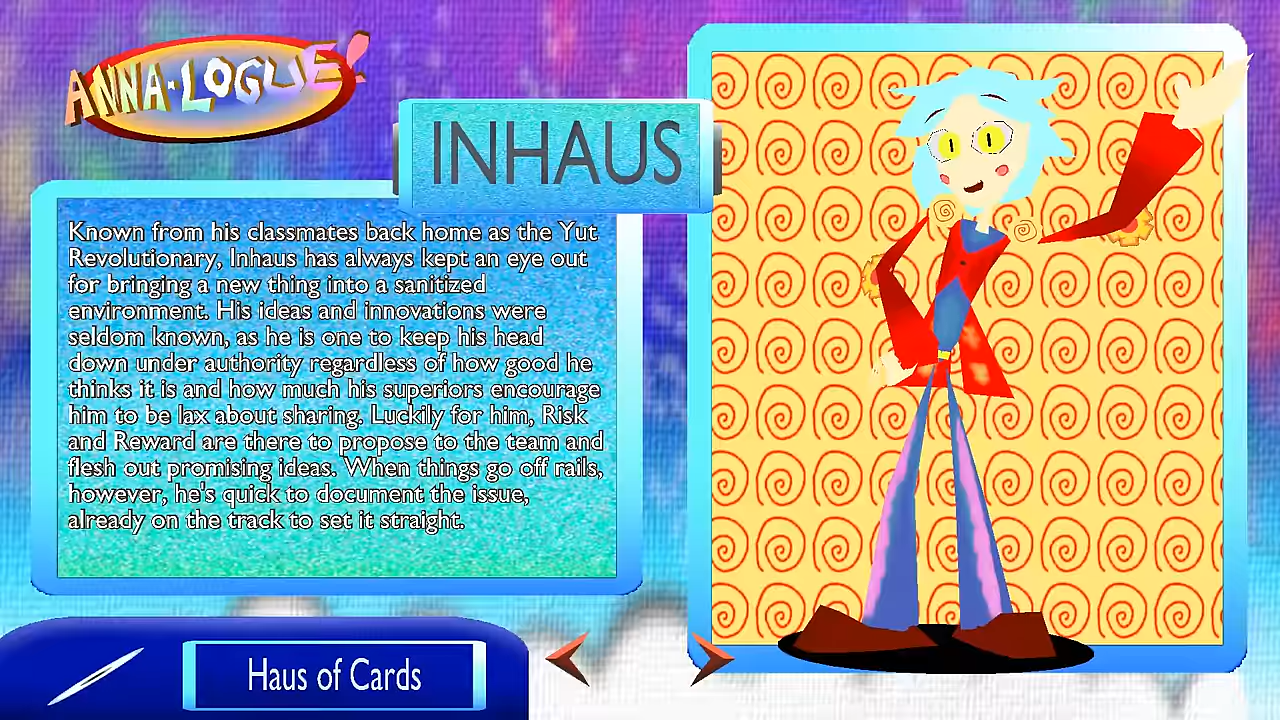 ANNA-LOGUE!
INHAUS
Known from his classmates back home as the Yut
Revolutionary, Inhaus has always kept an eye out
for bringing a new thing into a sanitized
environment. His ideas and innovations were
seldom known, as he is one to keep his head
down under authority regardless of how good he
thinks it is and how much his superiors encourage
him to be lax about sharing. Luckily for him, Risk
and Reward are there to propose to the team and
flesh out promising ideas. When things go off rails,
however, he's quick to document the issue,
already on the track to set it straight.
Haus of Cards